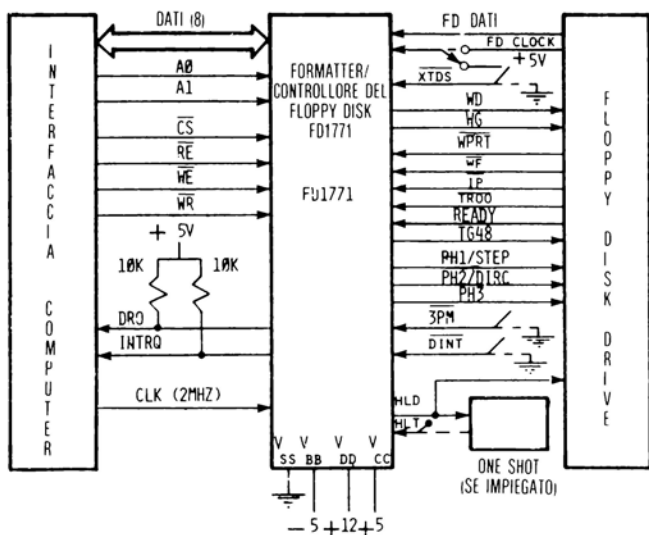 INTERFACCIA COMPUTER
DATI (8)
A0
A1
CS
RE
WE
WR
+ 5V
10K
10K
DRO
INTRQ
CLK (2MHZ)
FORMATTER/
CONTROLLORE DEL
FLOPPY DISK
FD1771
FD1771
V V V V
SS BB DD CC
— 5 +12 +5
FD DATI
FD CLOCK
+ 5V
XTDS
WD
WG
WPRT
WF
IP
TROO
READY
TG48
PH1/STEP
PH2/DIRC
PH3
3PM
DINT
HLD
HLT
ONE SHOT
(SE IMPIEGATO)
FLOPPY DISK DRIVE